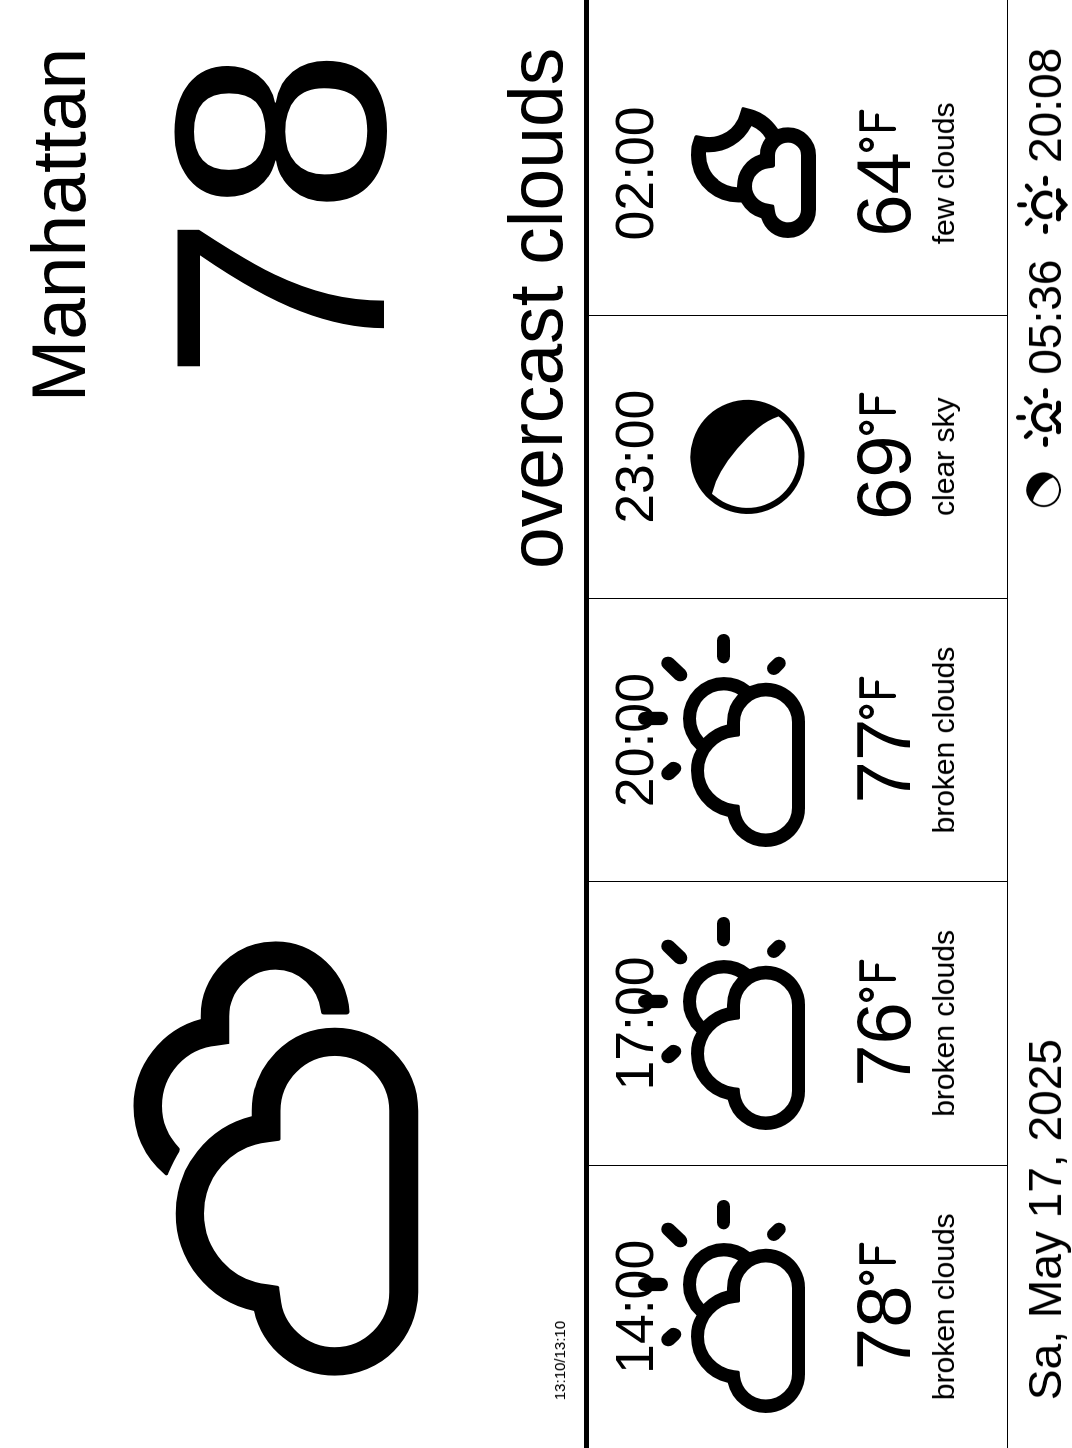 Manhattan
78
overcast clouds
13:10/13:10
14:00
78°F
broken clouds
17:00
76°F
broken clouds
20:00
77°F
broken clouds
23:00
69°F
clear sky
02:00
64°F
few clouds
Sa, May 17, 2025
05:36 20:08